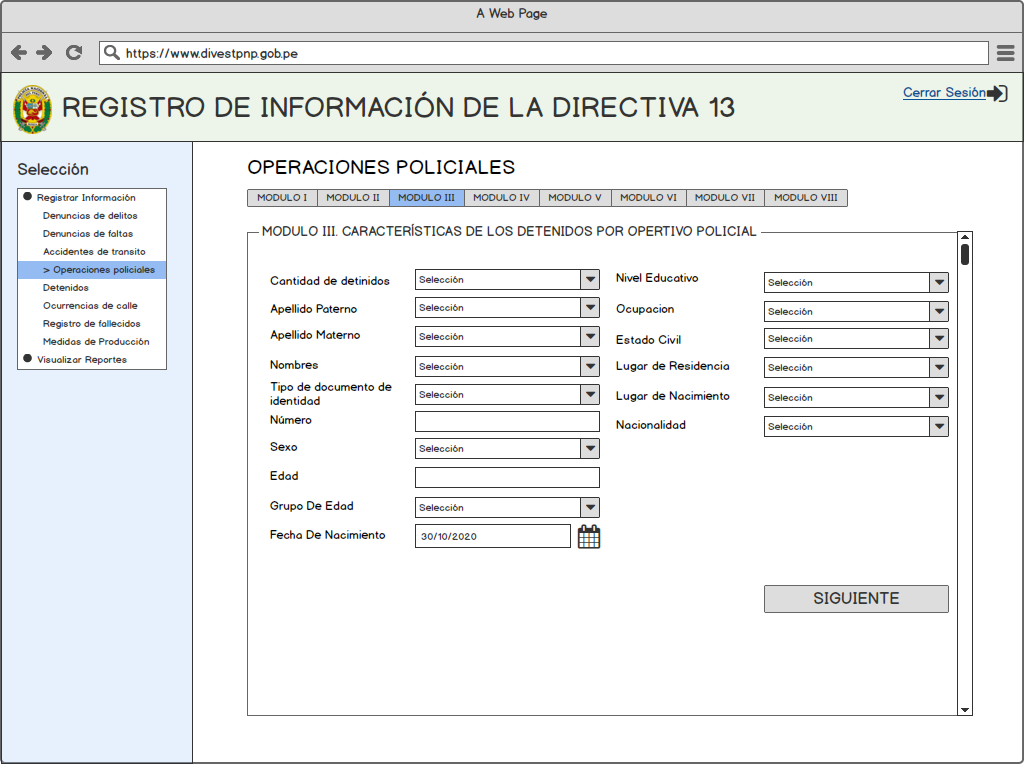 A Web Page
https://www.divestpnp.gob.pe
REGISTRO DE INFORMACIÓN DE LA DIRECTIVA 13
Cerrar Sesión
Selección
Registrar Información
Denuncias de delitos
Denuncias de faltas
Accidentes de transito
> Operaciones policiales
Detenidos
Ocurrencias de calle
Registro de fallecidos
Medidas de Producción
Visualizar Reportes
OPERACIONES POLICIALES
MODULO I MODULO II MODULO III MODULO IV MODULO V MODULO VI MODULO VII MODULO VIII
MODULO III. CARACTERÍSTICAS DE LOS DETENIDOS POR OPERTIVO POLICIAL
Cantidad de detinidos Selección
Apellido Paterno Selección
Apellido Materno Selección
Nombres Selección
Tipo de documento de
identidad Selección
Número
Sexo Selección
Edad
Grupo De Edad Selección
Fecha De Nacimiento 30/10/2020
Nivel Educativo Selección
Ocupacion Selección
Estado Civil Selección
Lugar de Residencia Selección
Lugar de Nacimiento Selección
Nacionalidad Selección
SIGUIENTE